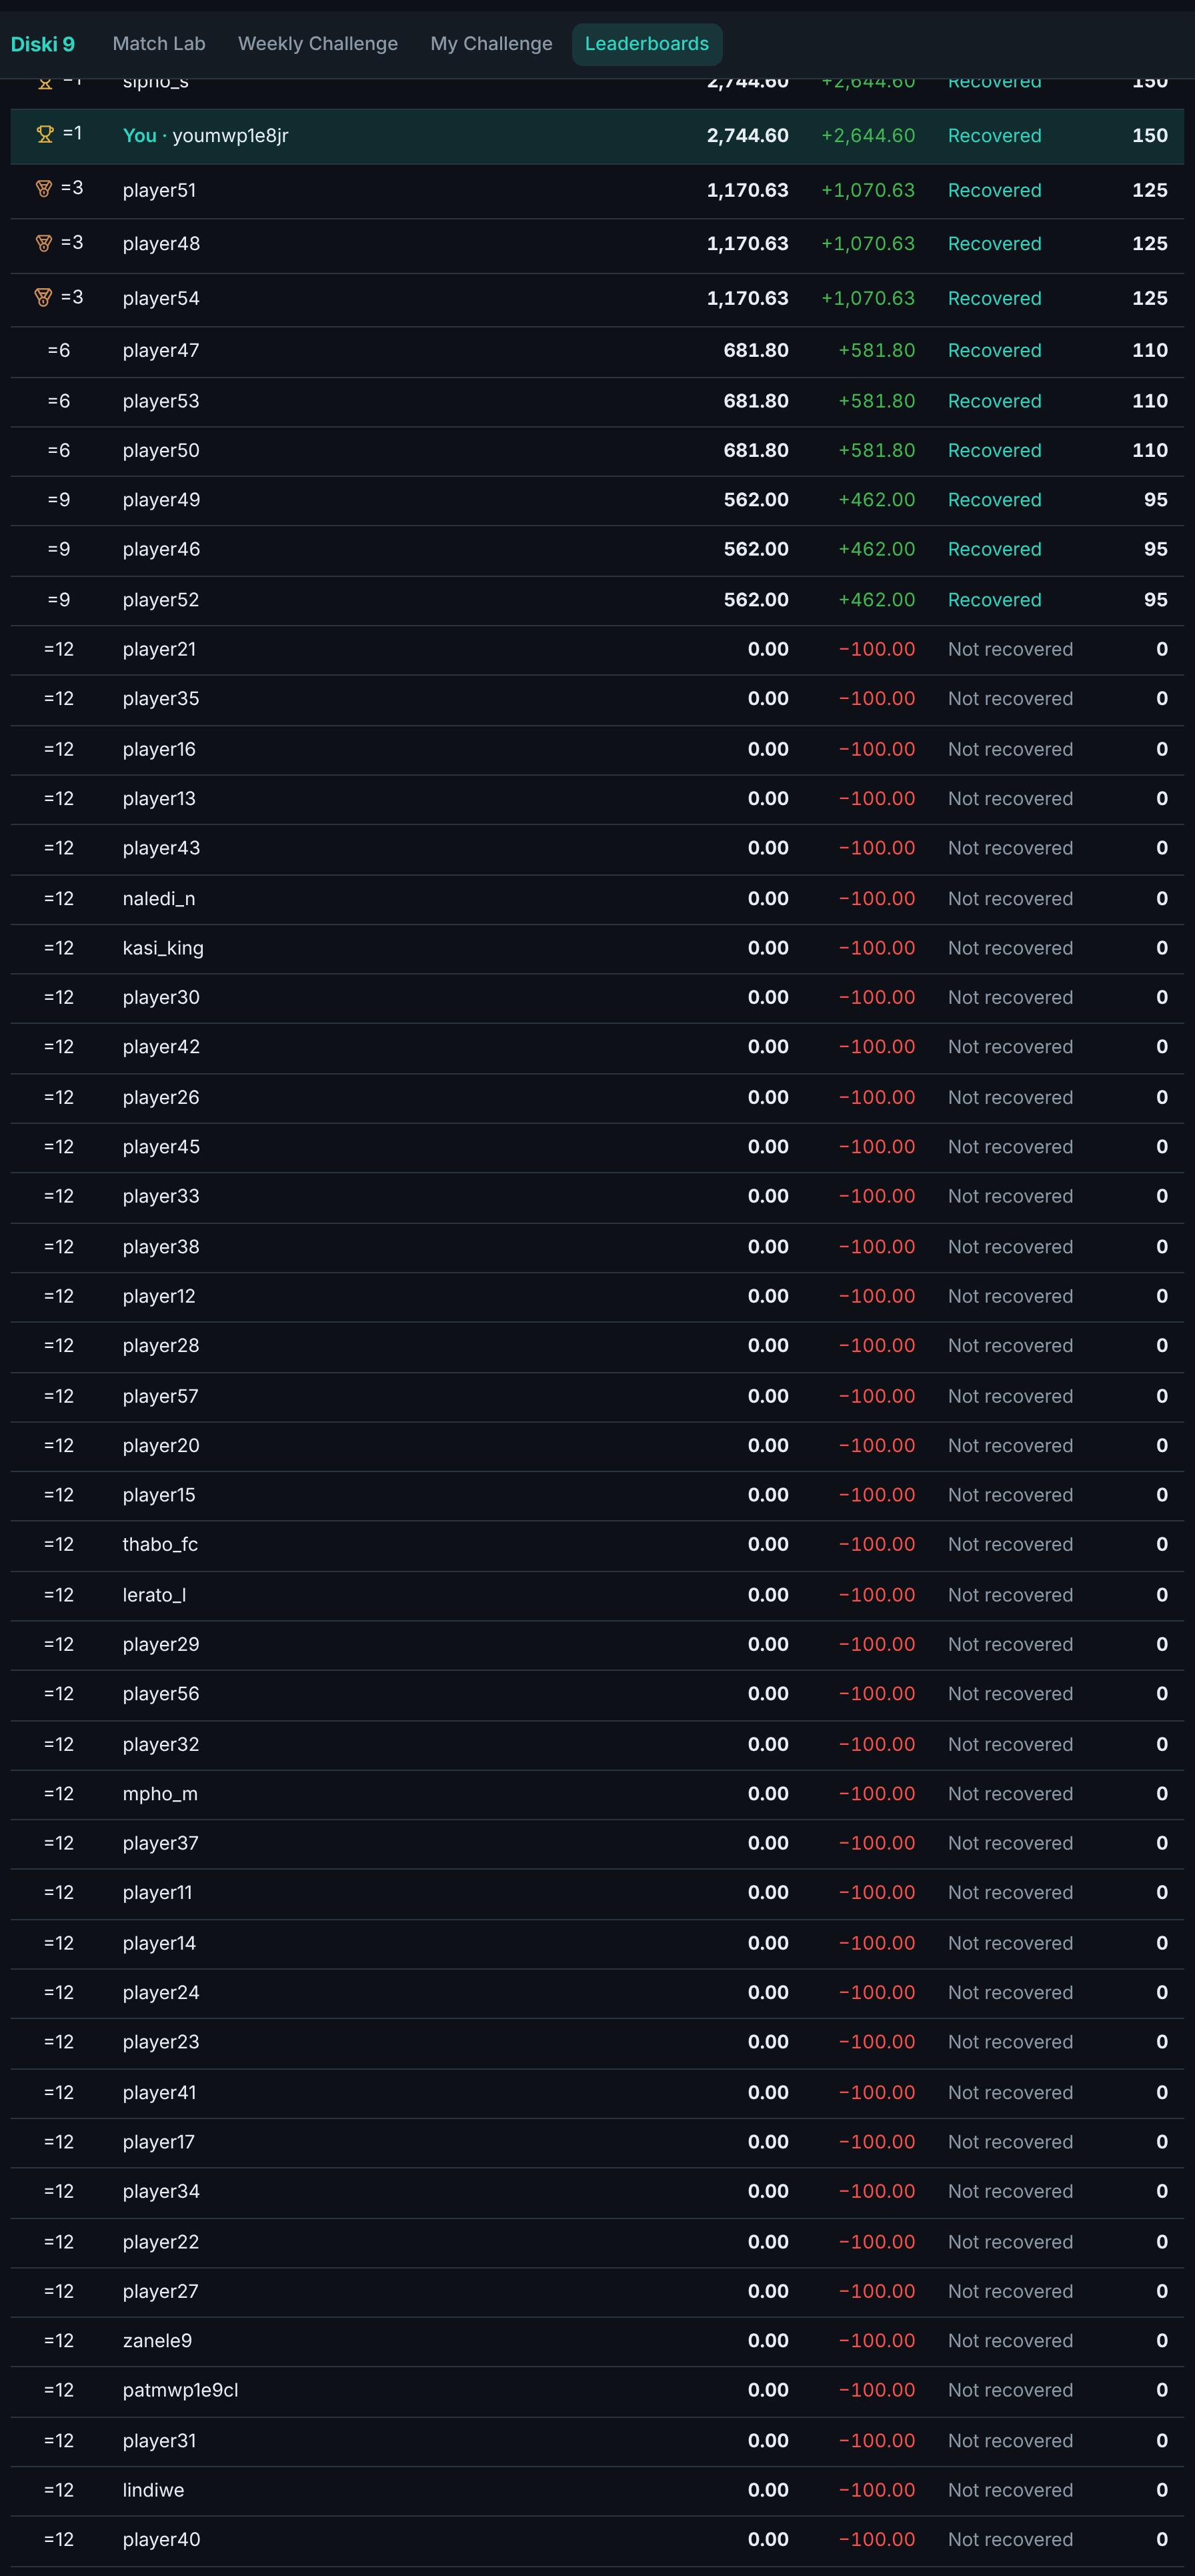 Diski 9 Match Lab Weekly Challenge My Challenge Leaderboards
=1 sipho_s 2,744.60 +2,644.60 Recovered 150
=1 You · youmwp1e8jr 2,744.60 +2,644.60 Recovered 150
=3 player51 1,170.63 +1,070.63 Recovered 125
=3 player48 1,170.63 +1,070.63 Recovered 125
=3 player54 1,170.63 +1,070.63 Recovered 125
=6 player47 681.80 +581.80 Recovered 110
=6 player53 681.80 +581.80 Recovered 110
=6 player50 681.80 +581.80 Recovered 110
=9 player49 562.00 +462.00 Recovered 95
=9 player46 562.00 +462.00 Recovered 95
=9 player52 562.00 +462.00 Recovered 95
=12 player21 0.00 −100.00 Not recovered 0
=12 player35 0.00 −100.00 Not recovered 0
=12 player16 0.00 −100.00 Not recovered 0
=12 player13 0.00 −100.00 Not recovered 0
=12 player43 0.00 −100.00 Not recovered 0
=12 naledi_n 0.00 −100.00 Not recovered 0
=12 kasi_king 0.00 −100.00 Not recovered 0
=12 player30 0.00 −100.00 Not recovered 0
=12 player42 0.00 −100.00 Not recovered 0
=12 player26 0.00 −100.00 Not recovered 0
=12 player45 0.00 −100.00 Not recovered 0
=12 player33 0.00 −100.00 Not recovered 0
=12 player38 0.00 −100.00 Not recovered 0
=12 player12 0.00 −100.00 Not recovered 0
=12 player28 0.00 −100.00 Not recovered 0
=12 player57 0.00 −100.00 Not recovered 0
=12 player20 0.00 −100.00 Not recovered 0
=12 player15 0.00 −100.00 Not recovered 0
=12 thabo_fc 0.00 −100.00 Not recovered 0
=12 lerato_l 0.00 −100.00 Not recovered 0
=12 player29 0.00 −100.00 Not recovered 0
=12 player56 0.00 −100.00 Not recovered 0
=12 player32 0.00 −100.00 Not recovered 0
=12 mpho_m 0.00 −100.00 Not recovered 0
=12 player37 0.00 −100.00 Not recovered 0
=12 player11 0.00 −100.00 Not recovered 0
=12 player14 0.00 −100.00 Not recovered 0
=12 player24 0.00 −100.00 Not recovered 0
=12 player23 0.00 −100.00 Not recovered 0
=12 player41 0.00 −100.00 Not recovered 0
=12 player17 0.00 −100.00 Not recovered 0
=12 player34 0.00 −100.00 Not recovered 0
=12 player22 0.00 −100.00 Not recovered 0
=12 player27 0.00 −100.00 Not recovered 0
=12 zanele9 0.00 −100.00 Not recovered 0
=12 patmwp1e9cl 0.00 −100.00 Not recovered 0
=12 player31 0.00 −100.00 Not recovered 0
=12 lindiwe 0.00 −100.00 Not recovered 0
=12 player40 0.00 −100.00 Not recovered 0